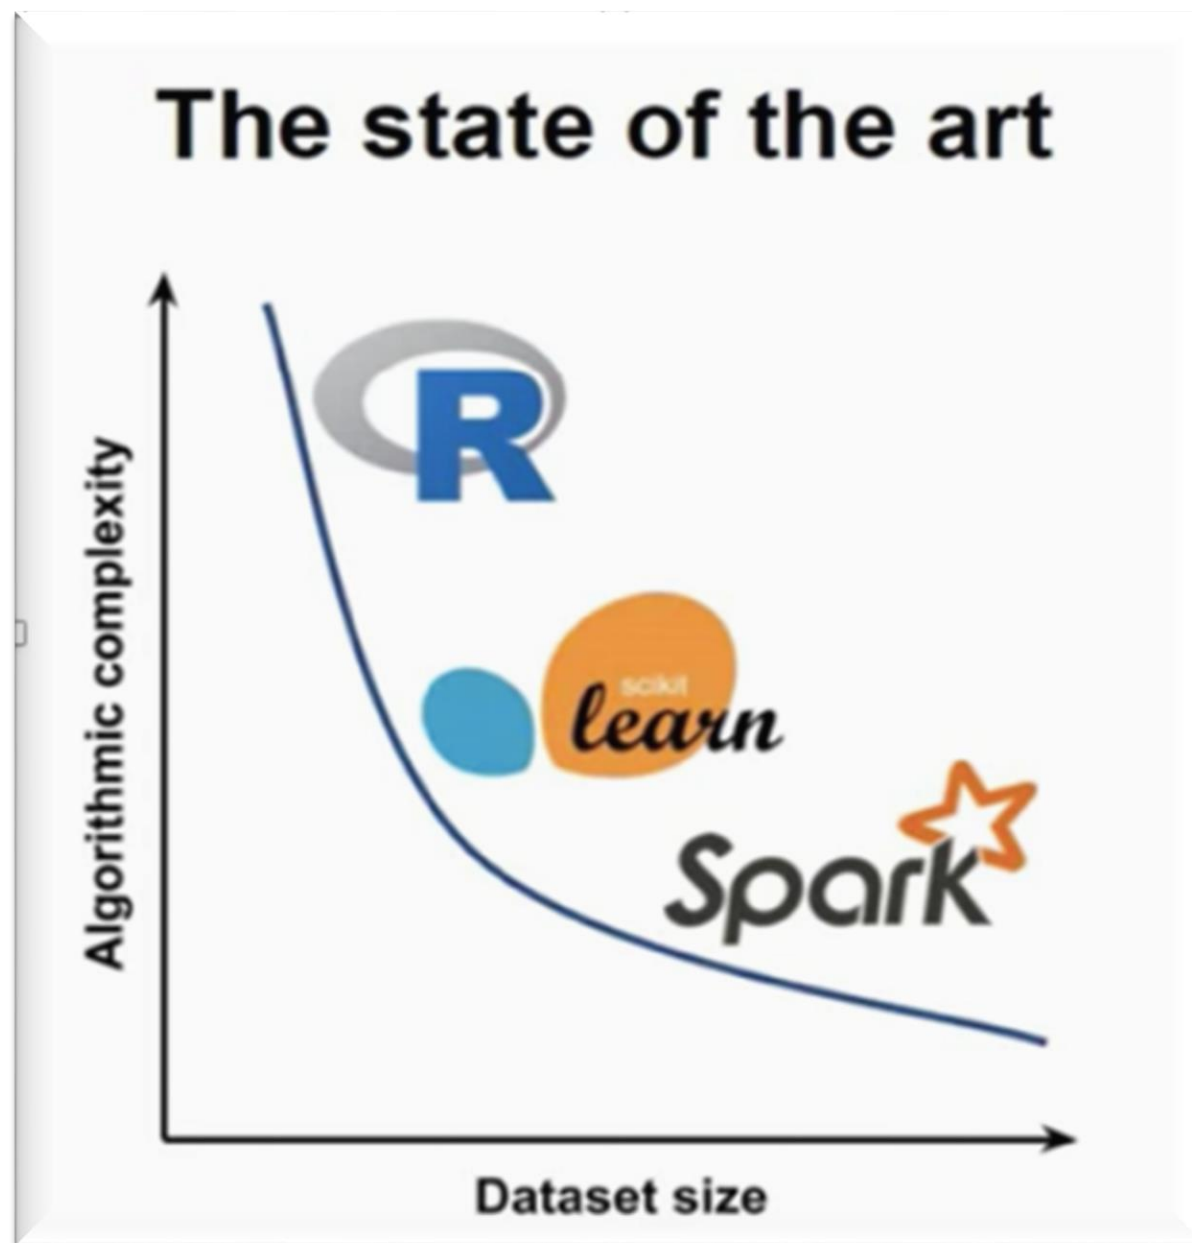 The state of the art
Algorithmic complexity
R
scikit
learn
Spark
Dataset size